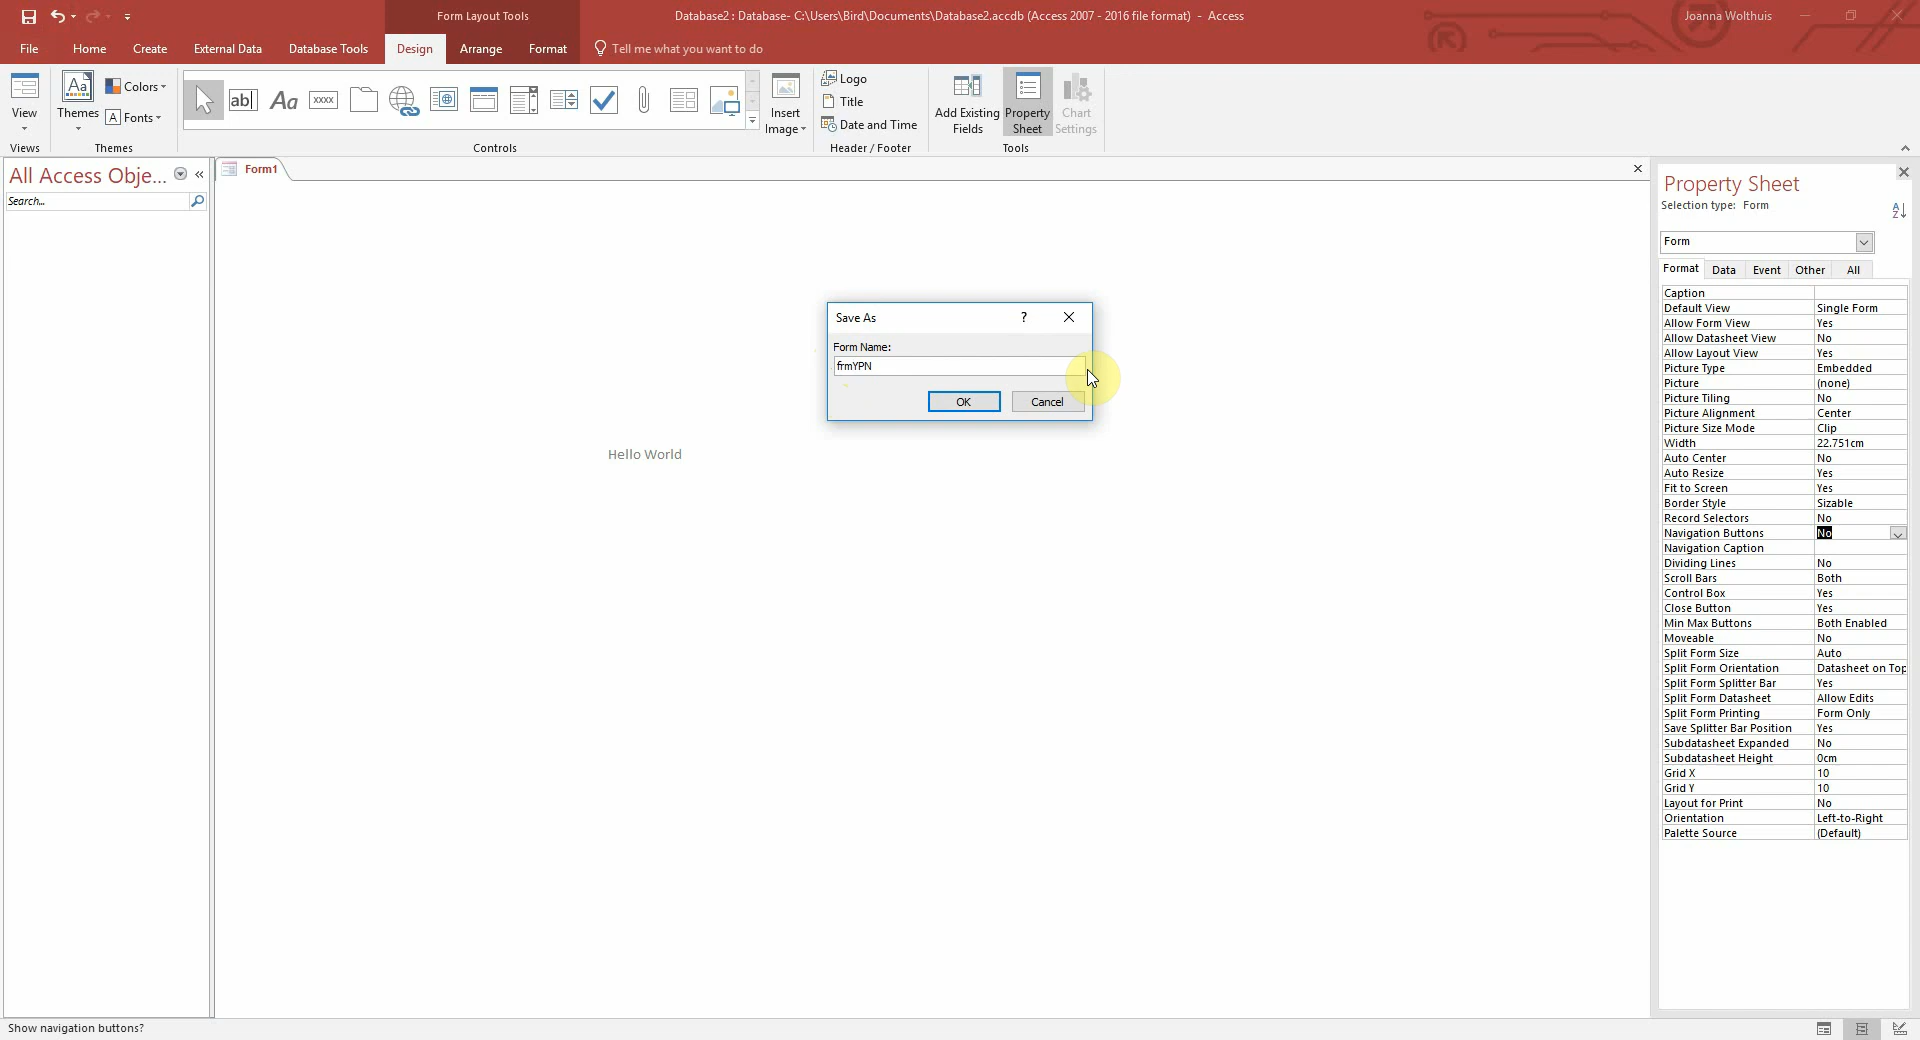 Form Layout Tools
Database2 : Database- C:\Users\Bird\Documents\Database2.accdb (Access 2007 - 2016 file format) - Access
Joanna Wolthuis
File Home Create External Data Database Tools Design Arrange Format Tell me what you want to do
View
Views
Aa
Themes
Colors
A Fonts
Themes
ab|
Aa
xxxx
Controls
Insert
Image
Logo
Title
Date and Time
Header / Footer
Add Existing
Fields
Property
Sheet
Chart
Settings
Tools
All Access Obje...
Search...
Form1
Save As
?
Form Name:
frmYPN
OK Cancel
Hello World
Property Sheet
Selection type: Form
Form
Format Data Event Other All
Caption
Default View Single Form
Allow Form View Yes
Allow Datasheet View No
Allow Layout View Yes
Picture Type Embedded
Picture (none)
Picture Tiling No
Picture Alignment Center
Picture Size Mode Clip
Width 22.751cm
Auto Center No
Auto Resize Yes
Fit to Screen Yes
Border Style Sizable
Record Selectors No
Navigation Buttons No
Navigation Caption
Dividing Lines No
Scroll Bars Both
Control Box Yes
Close Button Yes
Min Max Buttons Both Enabled
Moveable No
Split Form Size Auto
Split Form Orientation Datasheet on Top
Split Form Splitter Bar Yes
Split Form Datasheet Allow Edits
Split Form Printing Form Only
Save Splitter Bar Position Yes
Subdatasheet Expanded No
Subdatasheet Height 0cm
Grid X 10
Grid Y 10
Layout for Print No
Orientation Left-to-Right
Palette Source (Default)
Show navigation buttons?